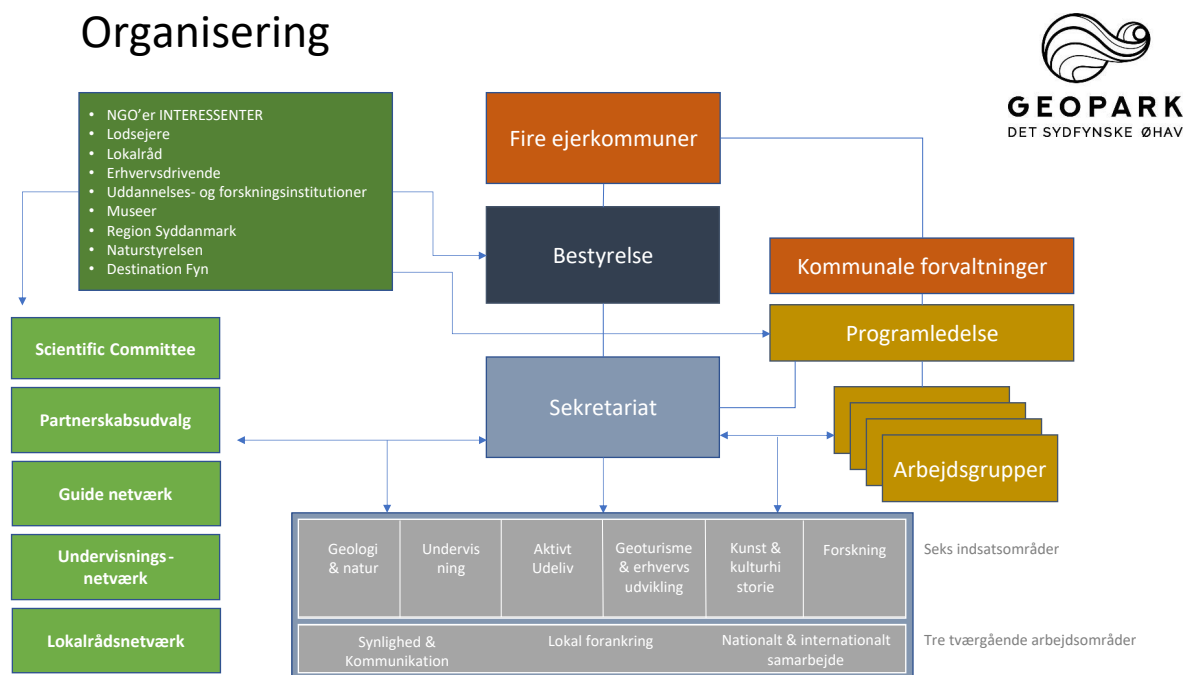 Organisering
GEOPARK
DET SYDFYNSKE ØHAV
• NGO'er INTERESSENTER
• Lodsejere
• Lokalråd
• Erhvervsdrivende
• Uddannelses- og forskningsinstitutioner
• Museer
• Region Syddanmark
• Naturstyrelsen
• Destination Fyn
Fire ejerkommuner
Bestyrelse
Kommunale forvaltninger
Programledelse
Sekretariat
Arbejdsgrupper
Scientific Committee
Partnerskabsudvalg
Guide netværk
Undervisnings-
netværk
Lokalrådsnetværk
Geologi
& natur
Undervis
ning
Aktivt
Udeliv
Geoturisme
& erhvervs
udvikling
Kunst &
kulturhi
storie
Forskning
Seks indsatsområder
Synlighed &
Kommunikation
Lokal forankring
Nationalt & internationalt
samarbejde
Tre tværgående arbejdsområder